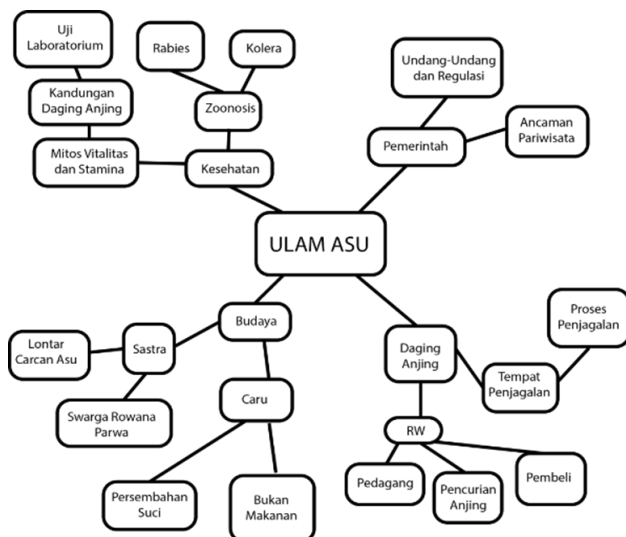 Uji
Laboratorium
Rabies
Kolera
Undang-Undang
dan Regulasi
Kandungan
Daging Anjing
Zoonosis
Ancaman
Pariwisata
Mitos Vitalitas
dan Stamina
Kesehatan
Pemerintah
ULAM ASU
Budaya
Proses
Penjagalan
Lontar
Carcan Asu
Sastra
Daging
Anjing
Tempat
Penjagalan
Swarga Rowana
Parwa
Caru
RW
Persembahan
Suci
Bukan
Makanan
Pedagang
Pencurian
Anjing
Pembeli